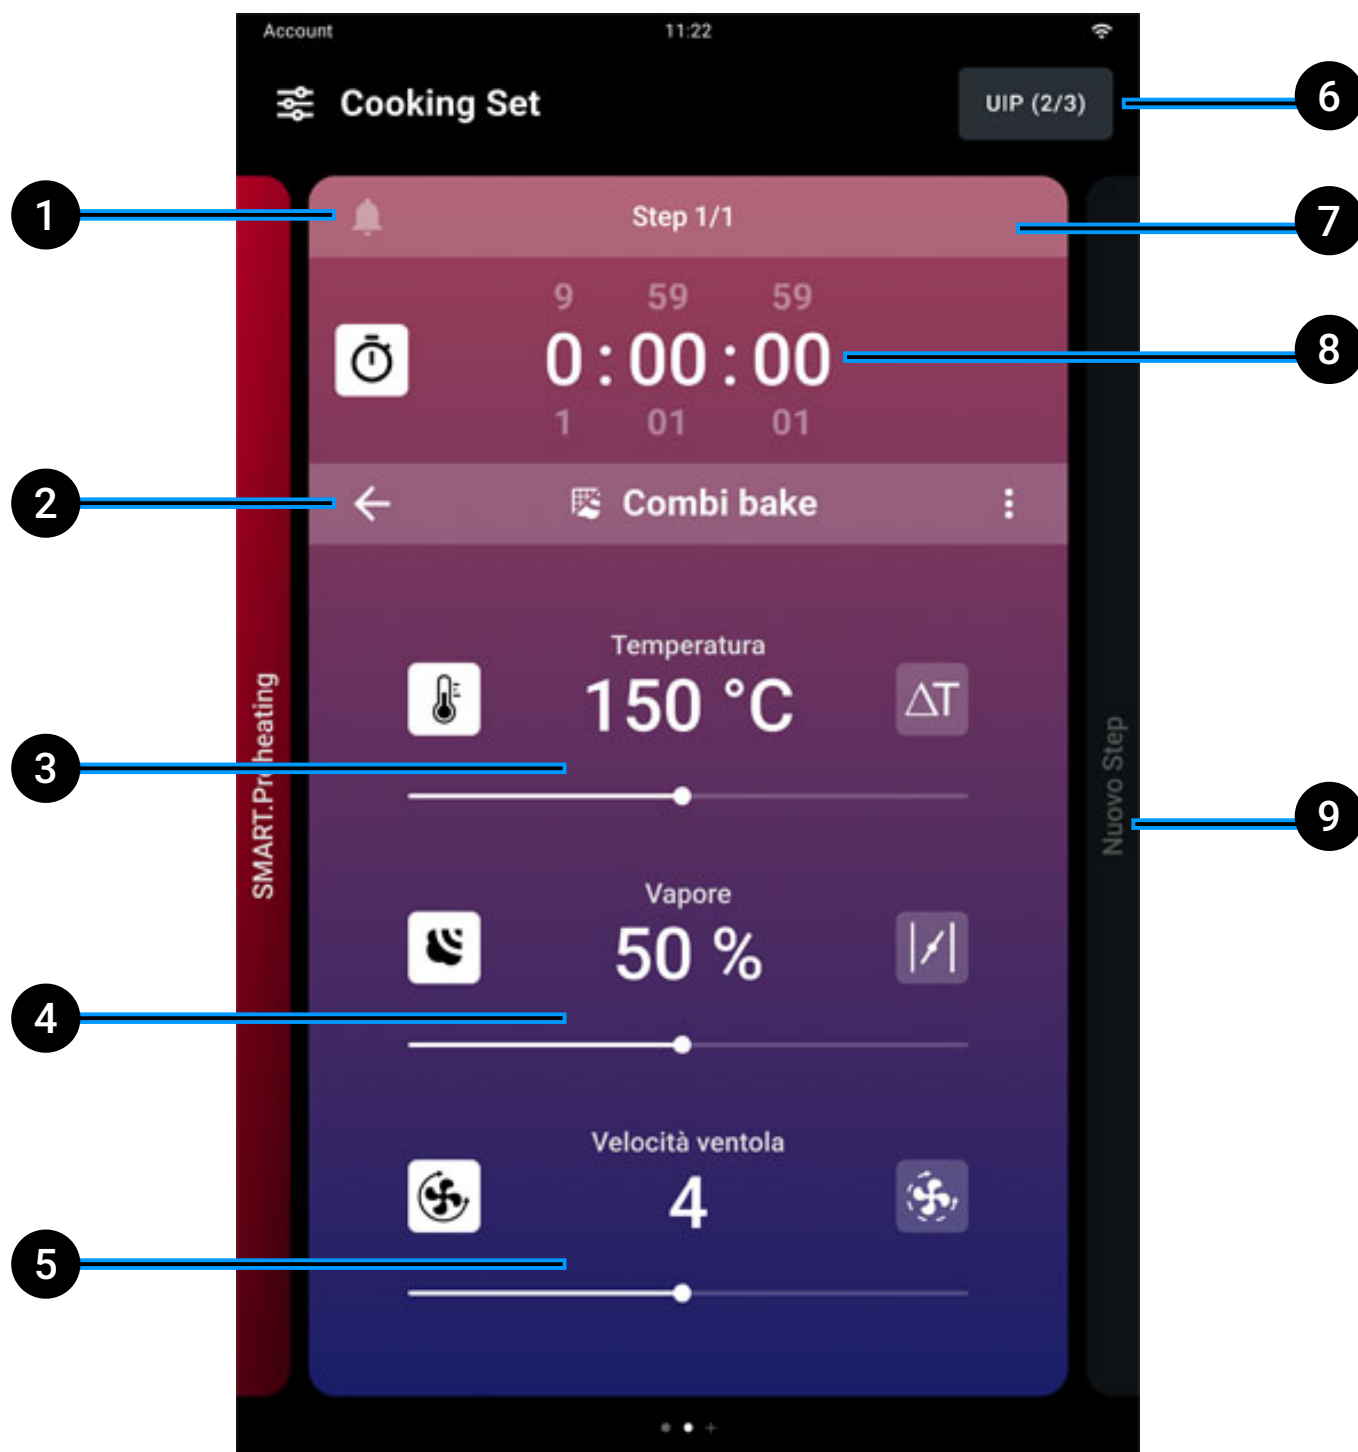 Account 11:22
Cooking Set UIP (2/3) 6
1 Step 1/1 7
9 59 59
0 : 00 : 00 8
1 01 01
2 Combi bake
Temperatura
150 °C ΔT
3
SMART.Preheating
Nuovo Step 9
Vapore
50 %
4
Velocità ventola
4
5